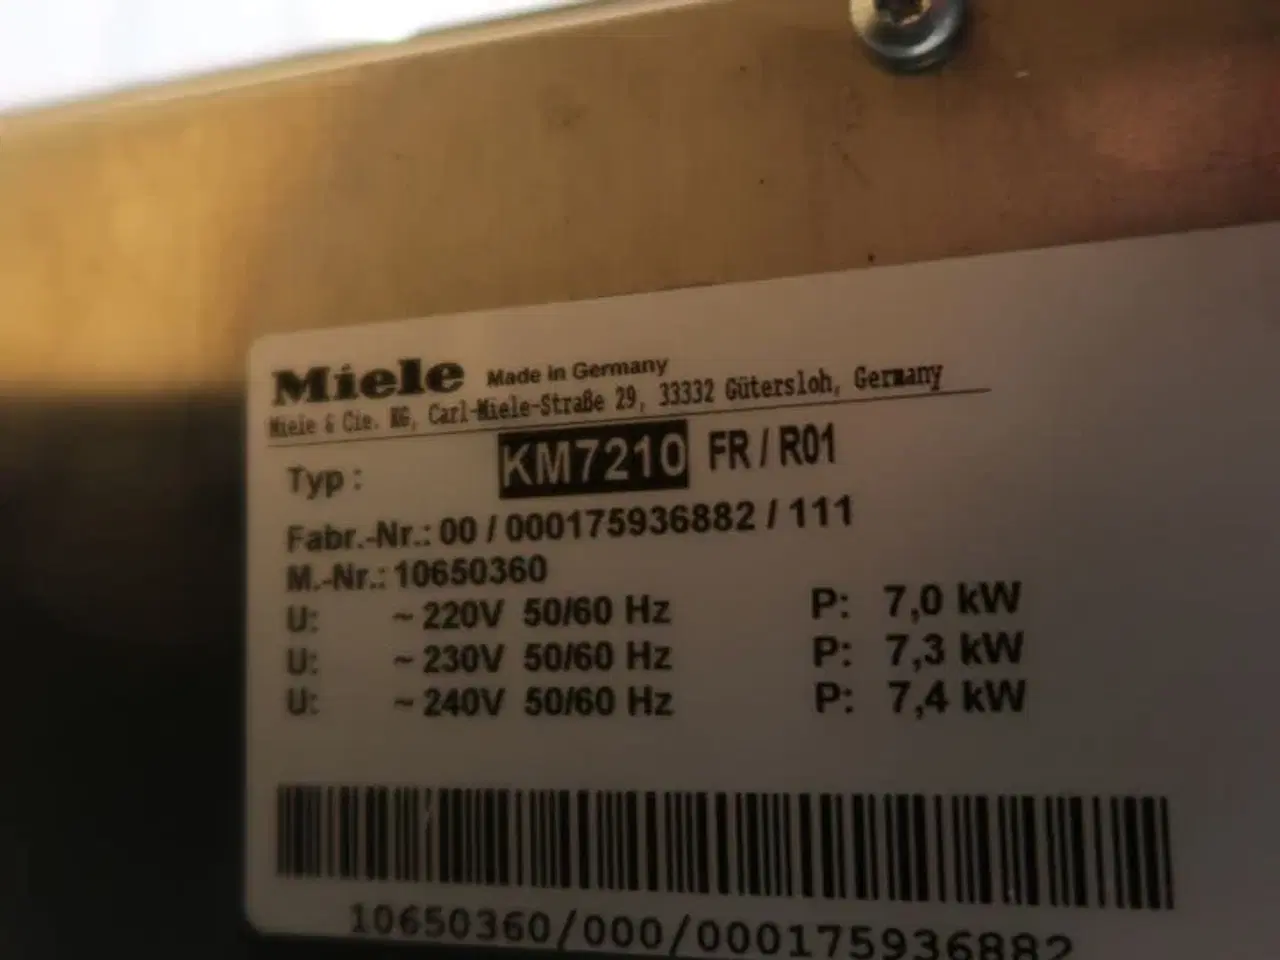 Miele Made in Germany
Miele & Cie. KG, Carl-Miele-Straße 29, 33332 Gütersloh, Germany
Typ: KM7210 FR / R01
Fabr.-Nr.: 00 / 000175936882 / 111
M.-Nr.: 10650360
U: ~ 220V 50/60 Hz P: 7,0 kW
U: ~ 230V 50/60 Hz P: 7,3 kW
U: ~ 240V 50/60 Hz P: 7,4 kW
10650360/000/000175936882